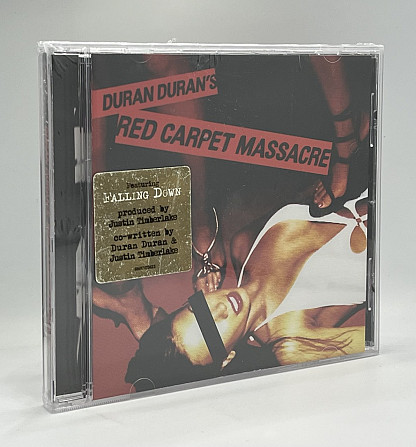 DURAN DURAN'S
RED CARPET MASSACRE
Featuring
FALLING DOWN
produced by
Justin Timberlake
co-written by
Duran Duran &
Justin Timberlake